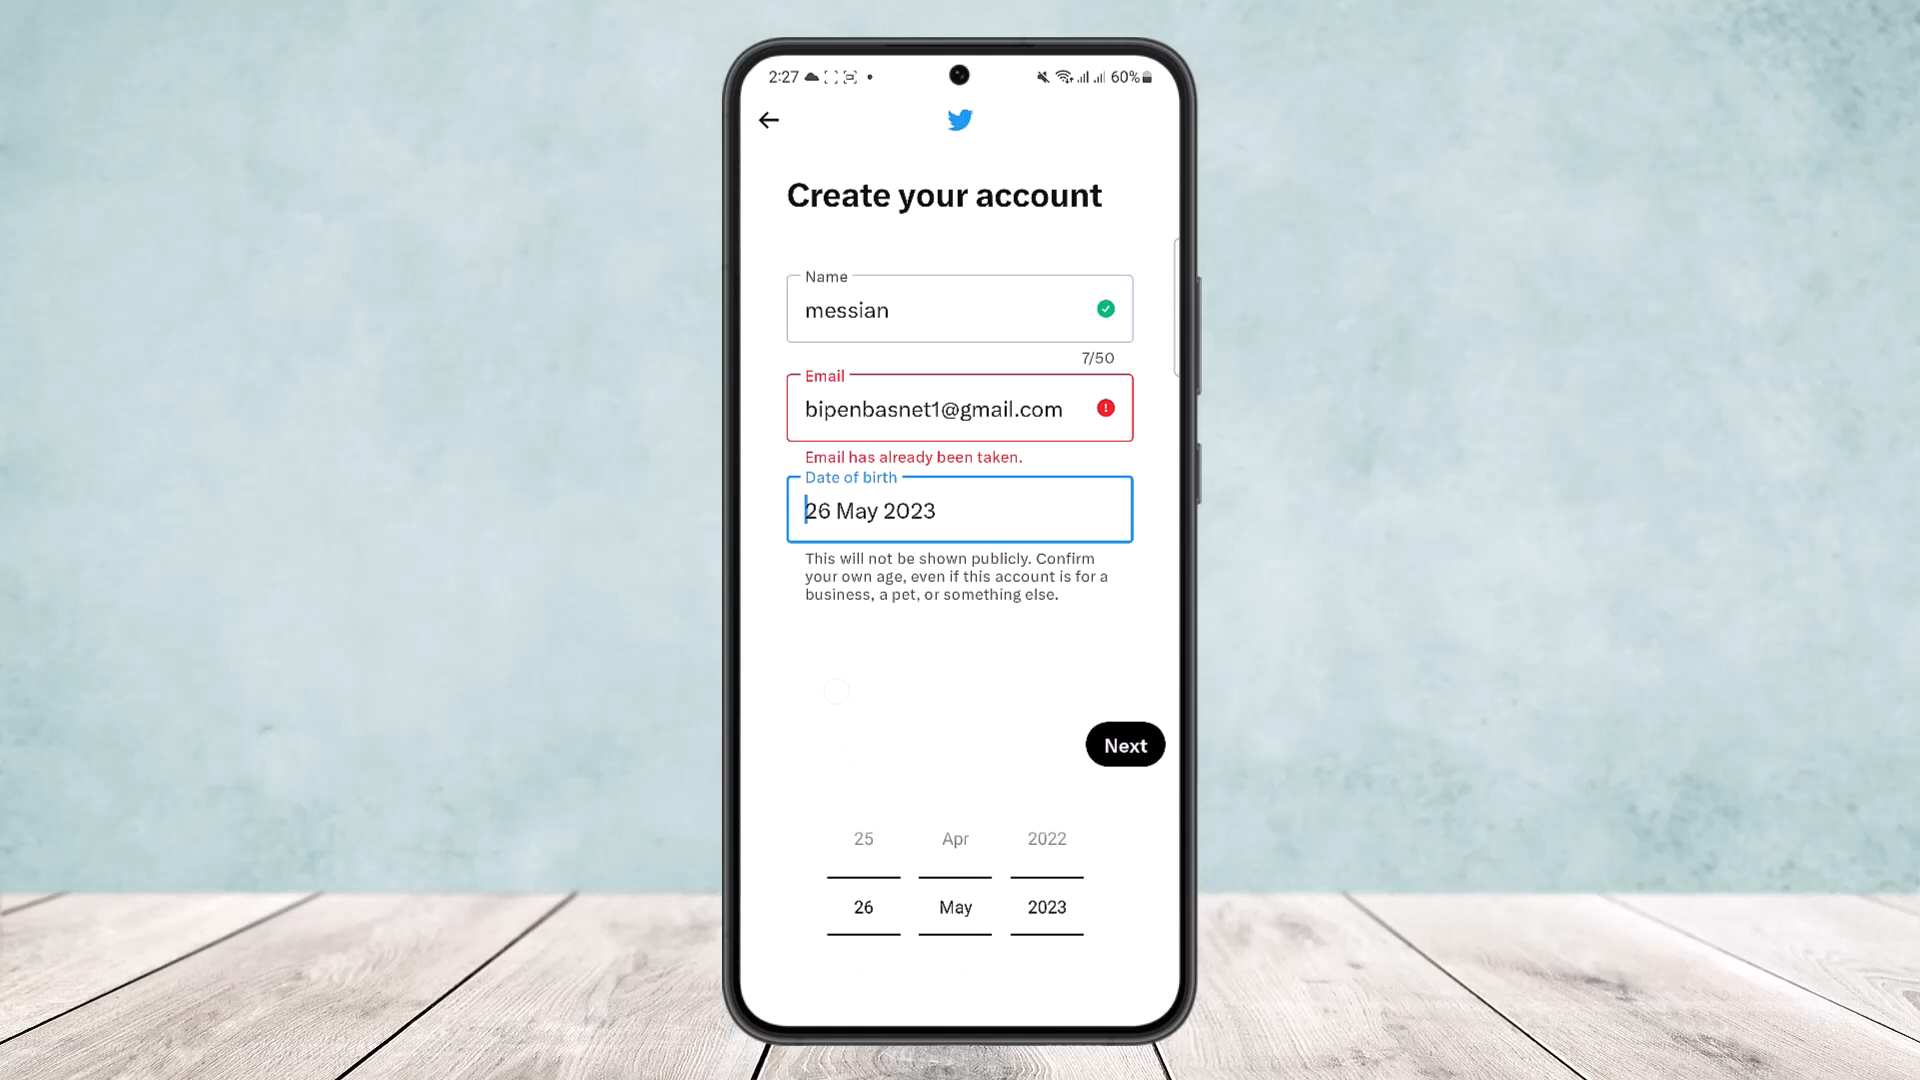 2:27 60%
Create your account
Name
messian
7/50
Email
bipenbasnet1@gmail.com
Email has already been taken.
Date of birth
26 May 2023
This will not be shown publicly. Confirm
your own age, even if this account is for a
business, a pet, or something else.
Next
25 Apr 2022
26 May 2023